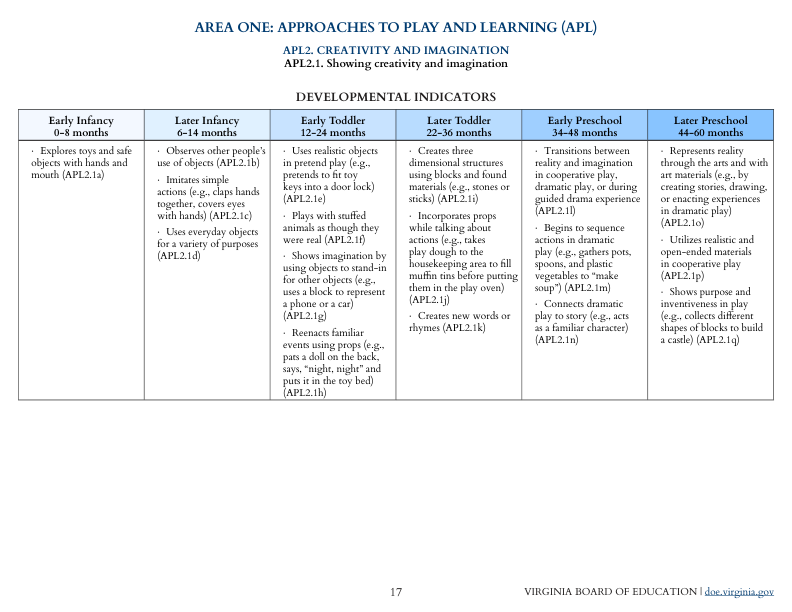 AREA ONE: APPROACHES TO PLAY AND LEARNING (APL)
APL2. CREATIVITY AND IMAGINATION
APL2.1. Showing creativity and imagination
DEVELOPMENTAL INDICATORS
Early Infancy
0–8 months
Later Infancy
6–14 months
Early Toddler
12–24 months
Later Toddler
22–36 months
Early Preschool
34–48 months
Later Preschool
44–60 months
· Explores toys and safe
objects with hands and
mouth (APL2.1a)
· Observes other people's
use of objects (APL2.1b)
· Imitates simple
actions (e.g., claps hands
together, covers eyes
with hands) (APL2.1c)
· Uses everyday objects
for a variety of purposes
(APL2.1d)
· Uses realistic objects
in pretend play (e.g.,
pretends to fit toy
keys into a door lock)
(APL2.1e)
· Plays with stuffed
animals as though they
were real (APL2.1f)
· Shows imagination by
using objects to stand-in
for other objects (e.g.,
uses a block to represent
a phone or a car)
(APL2.1g)
· Reenacts familiar
events using props (e.g.,
pats a doll on the back,
says, “night, night” and
puts it in the toy bed)
(APL2.1h)
· Creates three
dimensional structures
using blocks and found
materials (e.g., stones or
sticks) (APL2.1i)
· Incorporates props
while talking about
actions (e.g., takes
play dough to the
housekeeping area to fill
muffin tins before putting
them in the play oven)
(APL2.1j)
· Creates new words or
rhymes (APL2.1k)
· Transitions between
reality and imagination
in cooperative play,
dramatic play, or during
guided drama experience
(APL2.1l)
· Begins to sequence
actions in dramatic
play (e.g., gathers pots,
spoons, and plastic
vegetables to “make
soup”) (APL2.1m)
· Connects dramatic
play to story (e.g., acts
as a familiar character)
(APL2.1n)
· Represents reality
through the arts and with
art materials (e.g., by
creating stories, drawing,
or enacting experiences
in dramatic play)
(APL2.1o)
· Utilizes realistic and
open-ended materials
in cooperative play
(APL2.1p)
· Shows purpose and
inventiveness in play
(e.g., collects different
shapes of blocks to build
a castle) (APL2.1q)
17
VIRGINIA BOARD OF EDUCATION | doe.virginia.gov